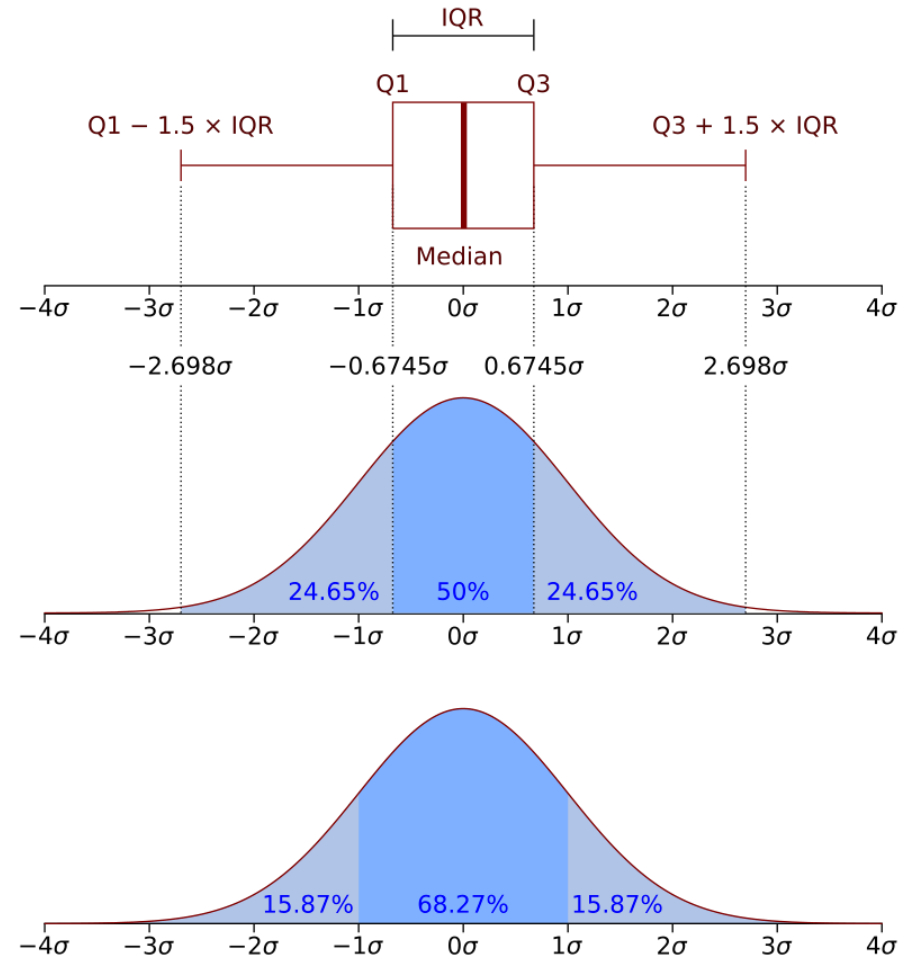 IQR
Q1 Q3
Q1 − 1.5 × IQR Q3 + 1.5 × IQR
Median
−4σ −3σ −2σ −1σ 0σ 1σ 2σ 3σ 4σ
−2.698σ −0.6745σ 0.6745σ 2.698σ
24.65% 50% 24.65%
−4σ −3σ −2σ −1σ 0σ 1σ 2σ 3σ 4σ
15.87% 68.27% 15.87%
−4σ −3σ −2σ −1σ 0σ 1σ 2σ 3σ 4σ